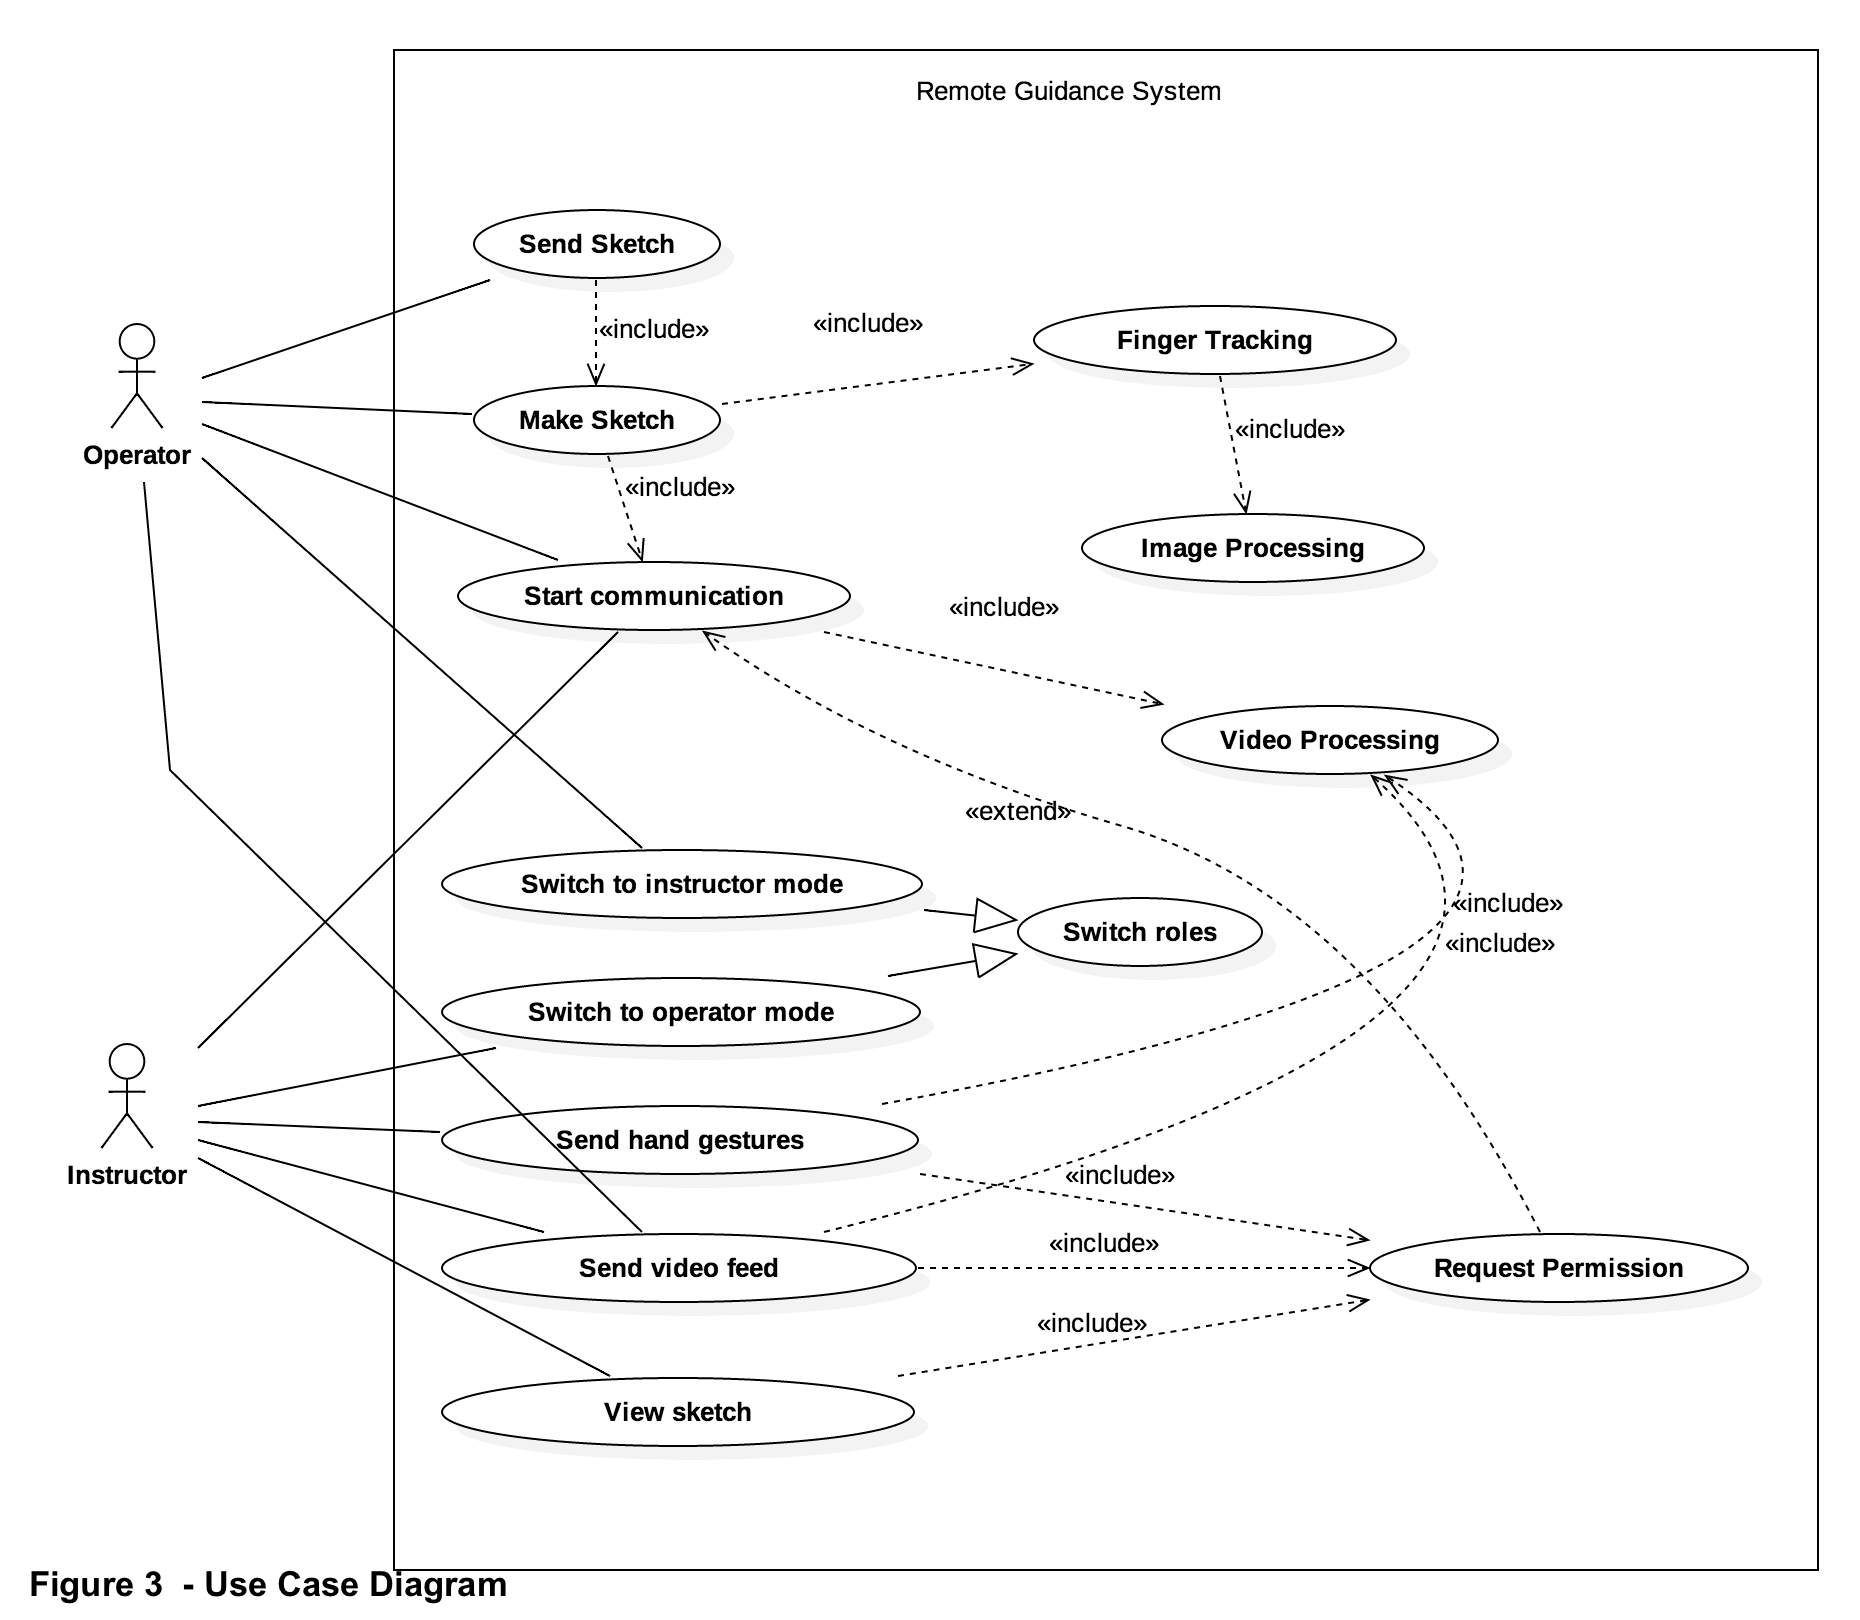 Remote Guidance System
Send Sketch
«include»
«include»
Finger Tracking
Make Sketch
«include»
Operator
«include»
Image Processing
Start communication
«include»
Video Processing
«extend»
Switch to instructor mode
«include»
Switch roles
«include»
Switch to operator mode
Send hand gestures
Instructor
«include»
«include»
Send video feed
Request Permission
«include»
View sketch
Figure 3 - Use Case Diagram